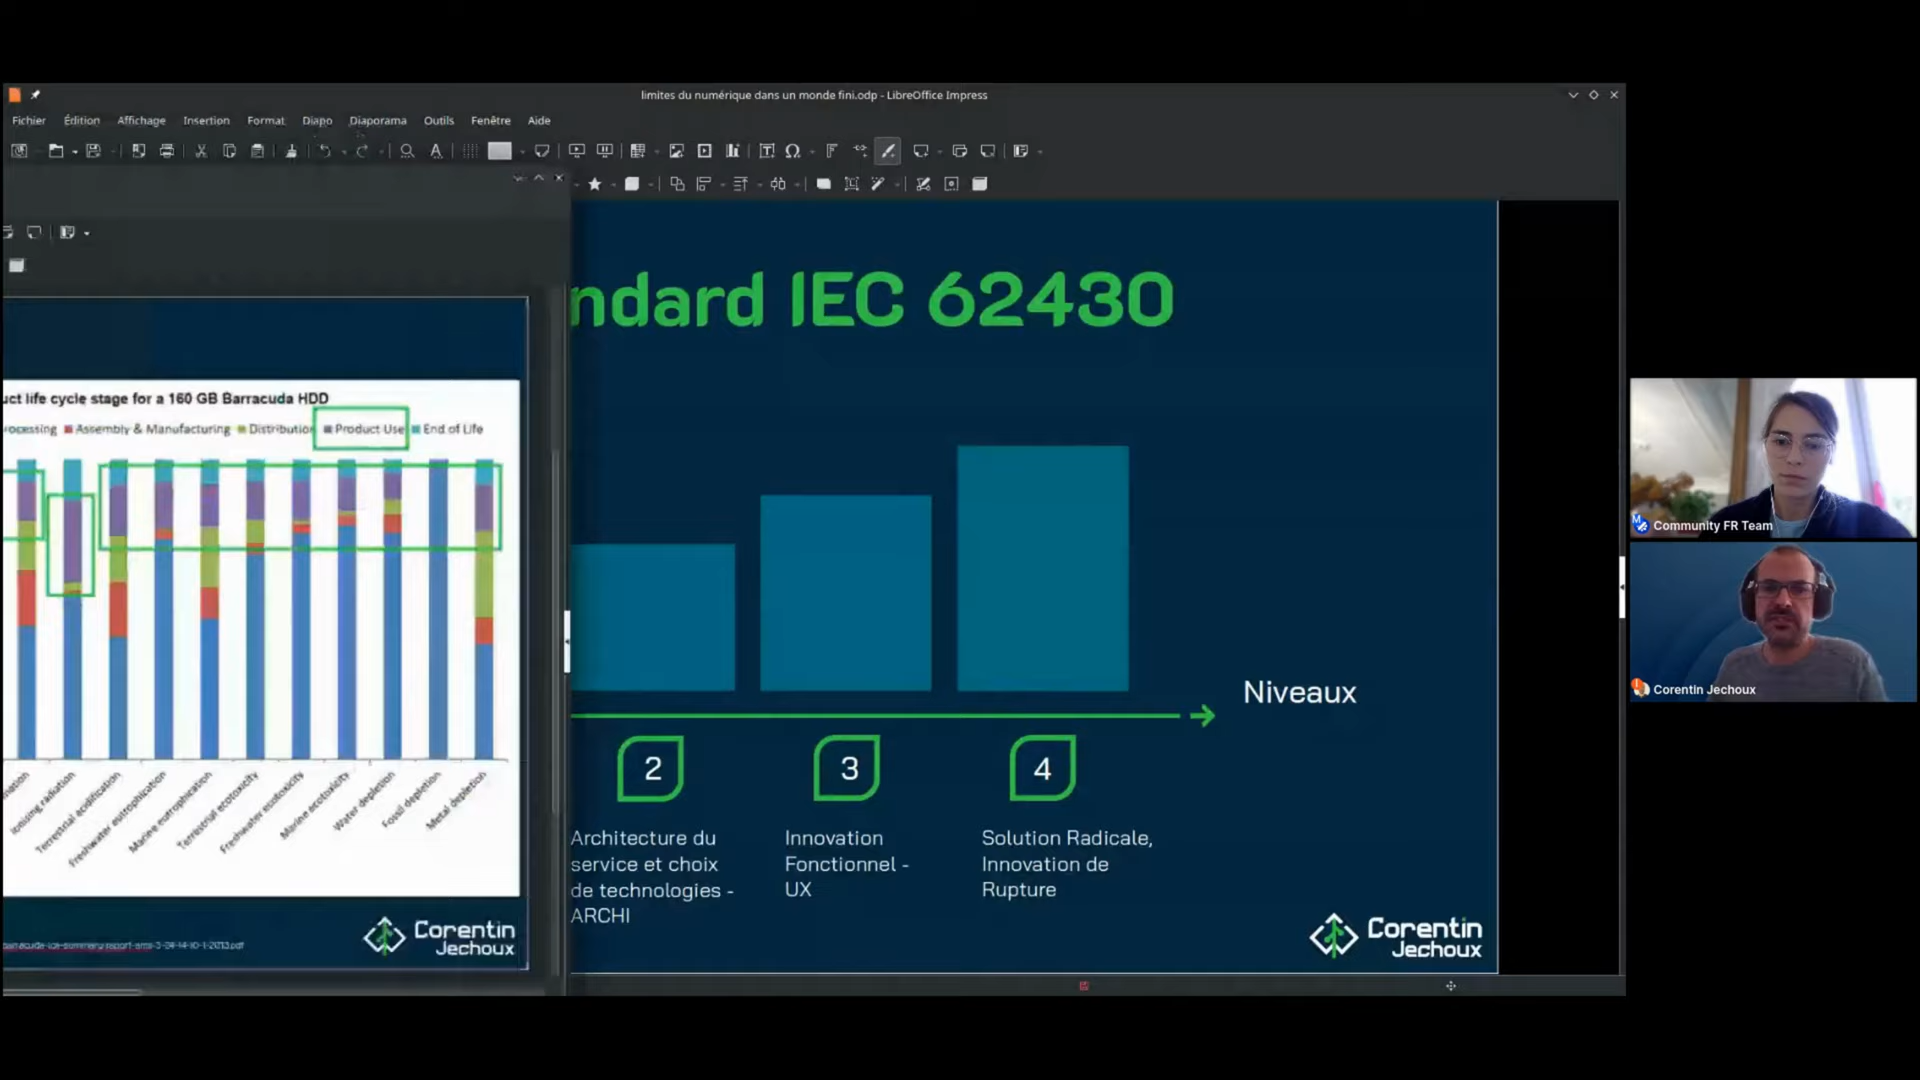 limites du numérique dans un monde fini.odp - LibreOffice Impress
Fichier Édition Affichage Insertion Format Diapo Diaporama Outils Fenêtre Aide
ndard IEC 62430
uct life cycle stage for a 160 GB Barracuda HDD
rocessing Assembly & Manufacturing Distribution Product Use End of Life
Ionising radiation
Terrestrial acidification
Freshwater eutrophication
Marine eutrophication
Terrestrial ecotoxicity
Freshwater ecotoxicity
Marine ecotoxicity
Water depletion
Fossil depletion
Metal depletion
Corentin
Jechoux
Niveaux
2
3
4
Architecture du
service et choix
de technologies -
ARCHI
Innovation
Fonctionnel -
UX
Solution Radicale,
Innovation de
Rupture
Corentin
Jechoux
Community FR Team
Corentin Jechoux